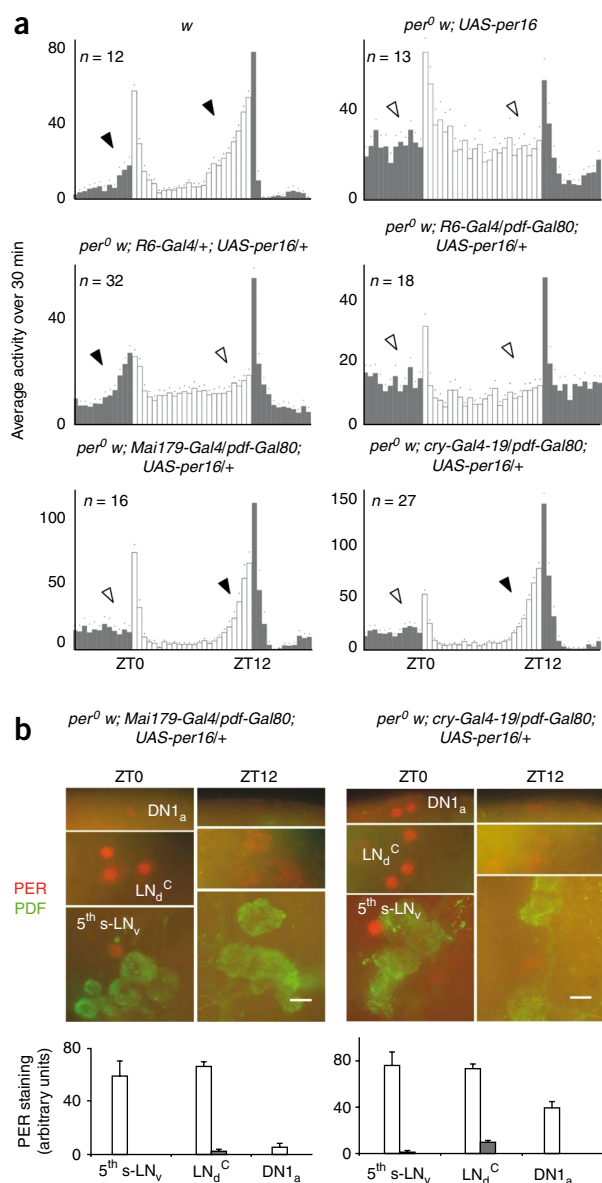 a
w
per⁰ w; UAS-per16
80
n = 12
40
0
n = 13
80
40
0
per⁰ w; R6-Gal4/+; UAS-per16/+
per⁰ w; R6-Gal4/pdf-Gal80;
UAS-per16/+
Average activity over 30 min
n = 32
80
40
0
n = 18
40
20
0
per⁰ w; Mai179-Gal4/pdf-Gal80;
UAS-per16/+
per⁰ w; cry-Gal4-19/pdf-Gal80;
UAS-per16/+
n = 16
100
50
0
ZT0
ZT12
n = 27
150
100
50
0
ZT0
ZT12
b
per⁰ w; Mai179-Gal4/pdf-Gal80;
UAS-per16/+
per⁰ w; cry-Gal4-19/pdf-Gal80;
UAS-per16/+
ZT0
ZT12
ZT0
ZT12
DN1a
DN1a
LNdC
LNdC
PER
PDF
5th s-LNv
5th s-LNv
PER staining
(arbitrary units)
80
40
0
5th s-LNv
LNdC
DN1a
80
40
0
5th s-LNv
LNdC
DN1a